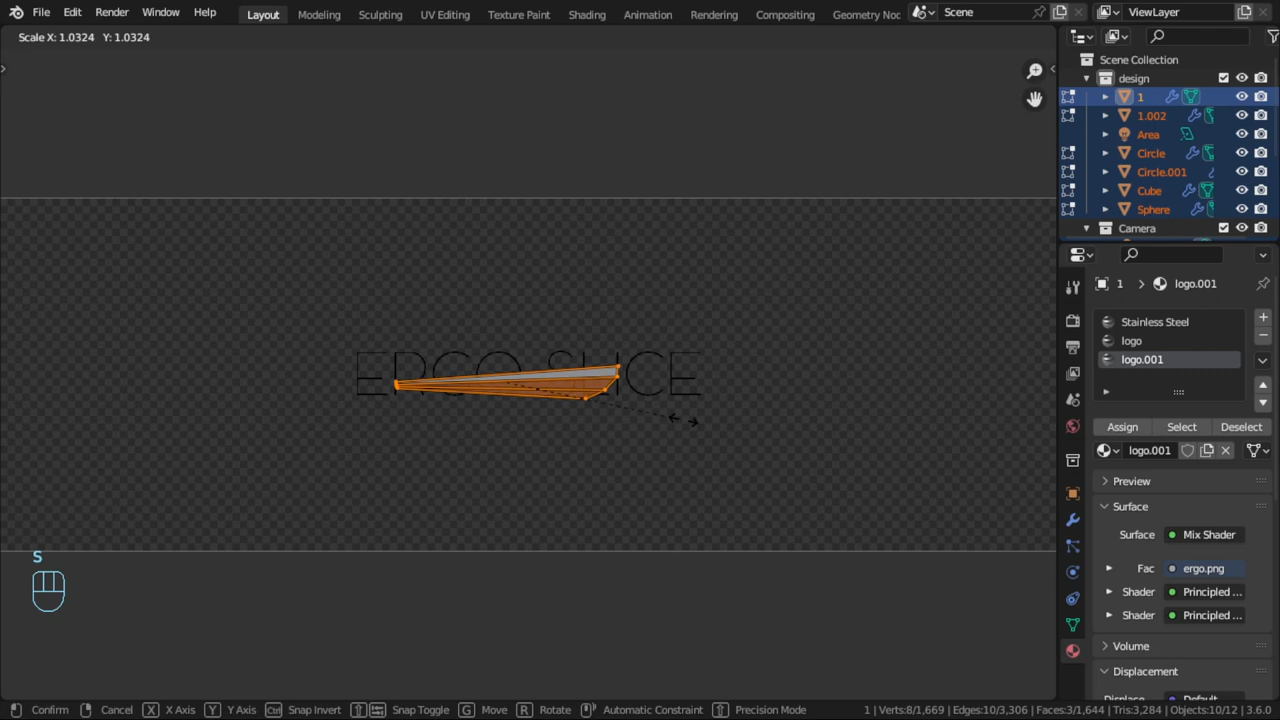 File Edit Render Window Help Layout Modeling Sculpting UV Editing Texture Paint Shading Animation Rendering Compositing Geometry Noc Scene ViewLayer
Scale X: 1.0324 Y: 1.0324
Scene Collection
design
1
1.002
Area
Circle
Circle.001
Cube
Sphere
Camera
1 > logo.001
Stainless Steel
logo
logo.001
ERGO SLICE
Assign Select Deselect
logo.001
Preview
Surface
Surface Mix Shader
S
Fac ergo.png
Shader Principled ...
Shader Principled ...
Volume
Displacement
Confirm Cancel X X Axis Y Y Axis Ctrl Snap Invert Snap Toggle G Move R Rotate Automatic Constraint Precision Mode 1 | Verts:8/1,669 | Edges:10/3,306 | Faces:3/1,644 | Tris:3,284 | Objects:10/12 | 3.6.0